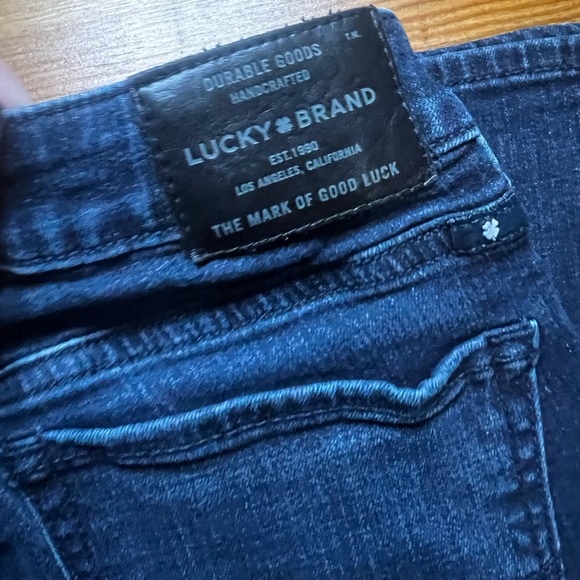 DURABLE GOODS
T.M.
HANDCRAFTED
LUCKY BRAND
EST. 1990
LOS ANGELES, CALIFORNIA
THE MARK OF GOOD LUCK